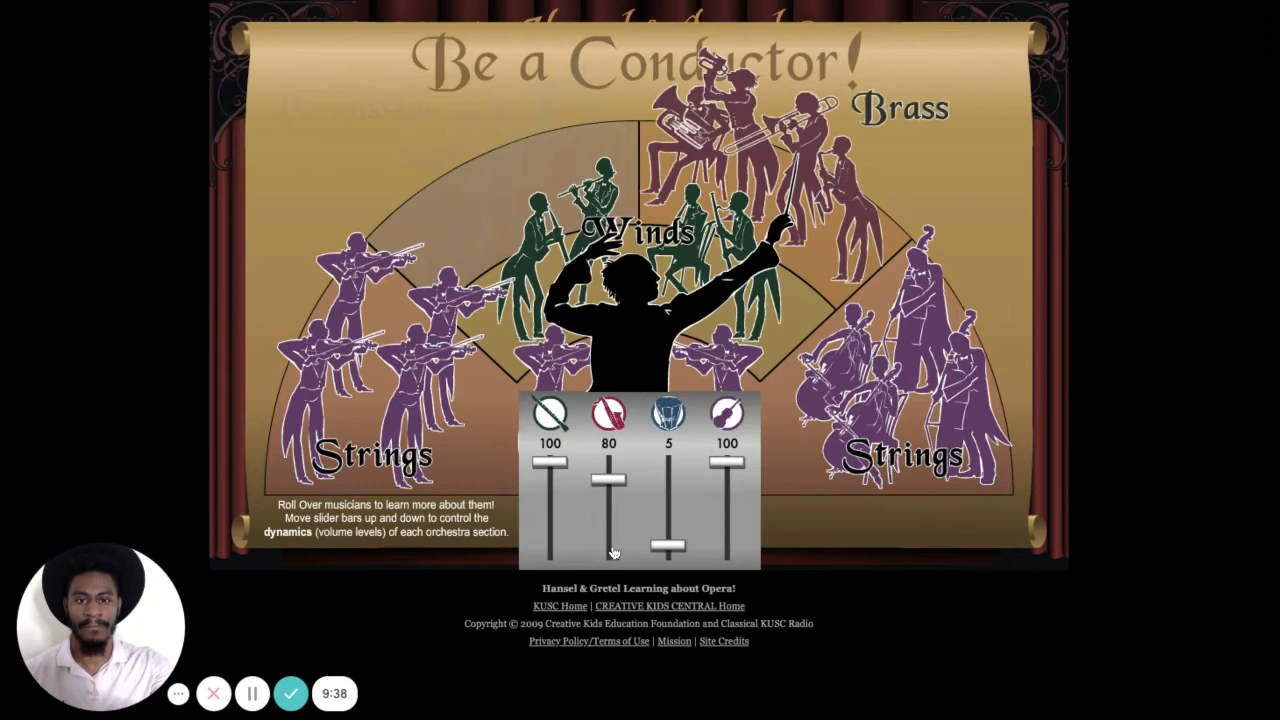 Be a Conductor!
Brass
Winds
Strings
Strings
100 80 5 100
Roll Over musicians to learn more about them!
Move slider bars up and down to control the
dynamics (volume levels) of each orchestra section.
Hansel & Gretel Learning about Opera!
KUSC Home | CREATIVE KIDS CENTRAL Home
Copyright © 2009 Creative Kids Education Foundation and Classical KUSC Radio
Privacy Policy/Terms of Use | Mission | Site Credits
9:38